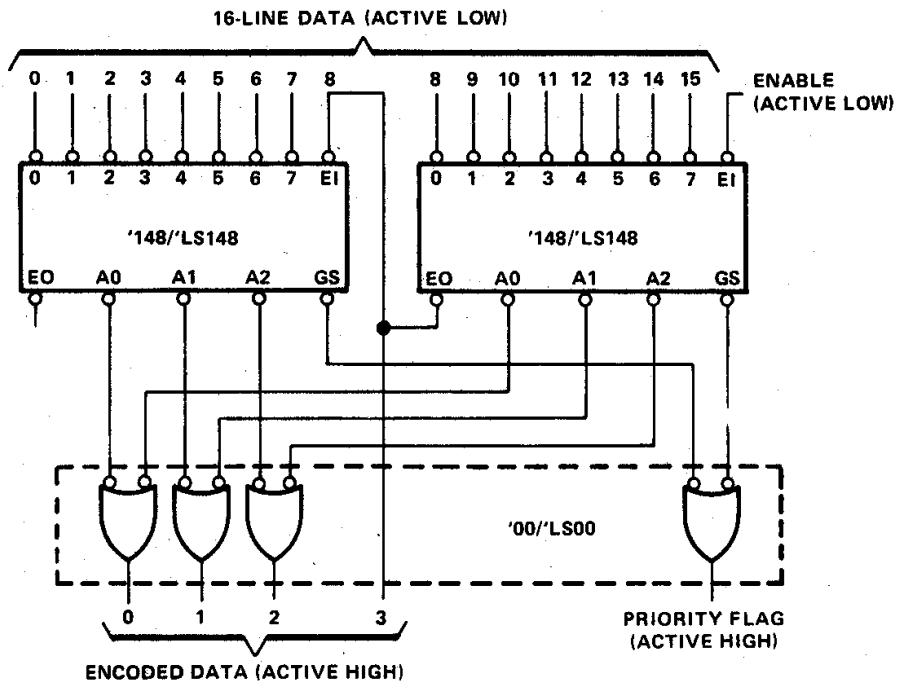 16-LINE DATA (ACTIVE LOW)
0 1 2 3 4 5 6 7 8 8 9 10 11 12 13 14 15
ENABLE
(ACTIVE LOW)
0 1 2 3 4 5 6 7 EI
0 1 2 3 4 5 6 7 EI
'148/'LS148
'148/'LS148
EO A0 A1 A2 GS
EO A0 A1 A2 GS
'00/'LS00
0 1 2 3
PRIORITY FLAG
(ACTIVE HIGH)
ENCODED DATA (ACTIVE HIGH)